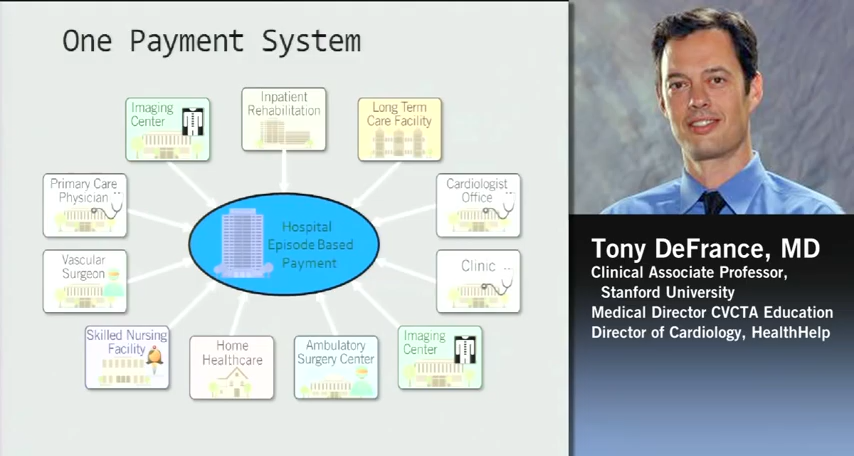 One Payment System
Imaging
Center
Inpatient
Rehabilitation
Long Term
Care Facility
Primary Care
Physician
Cardiologist
Office
Hospital
Episode Based
Payment
Vascular
Surgeon
Clinic
Skilled Nursing
Facility
Home
Healthcare
Ambulatory
Surgery Center
Imaging
Center
Tony DeFrance, MD
Clinical Associate Professor,
Stanford University
Medical Director CVCTA Education
Director of Cardiology, HealthHelp